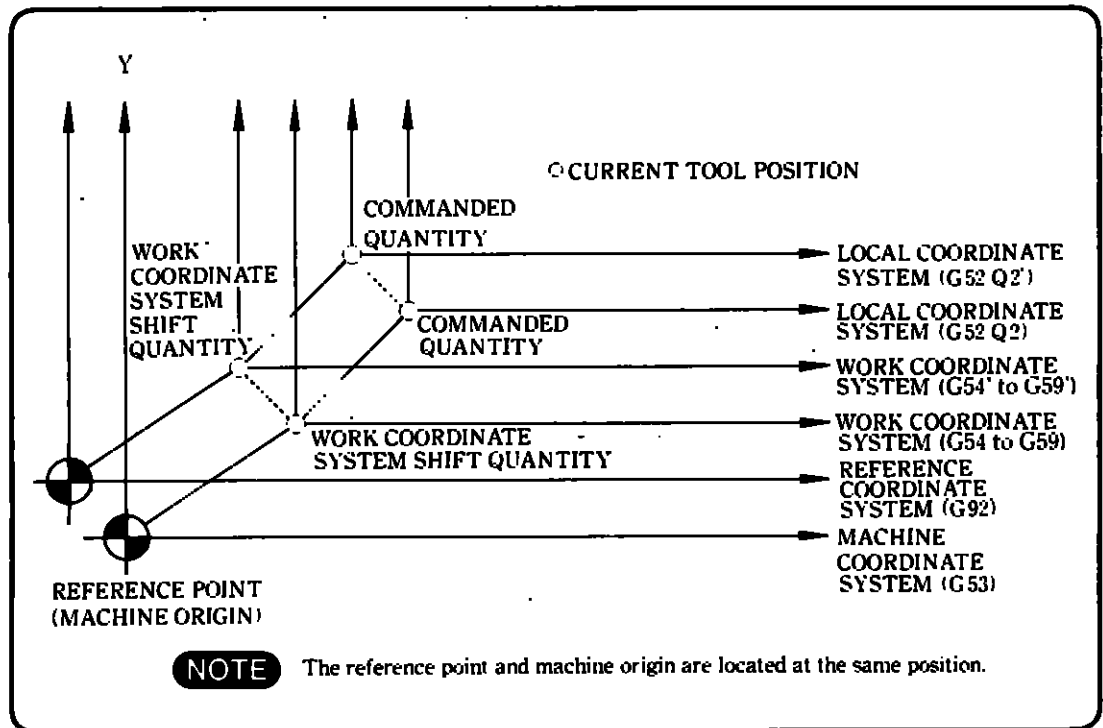 Y
CURRENT TOOL POSITION
COMMANDED
QUANTITY
WORK
COORDINATE
SYSTEM
SHIFT
QUANTITY
LOCAL COORDINATE
SYSTEM (G52 Q2')
COMMANDED
QUANTITY
LOCAL COORDINATE
SYSTEM (G52 Q2)
WORK COORDINATE
SYSTEM (G54' to G59')
WORK COORDINATE
SYSTEM SHIFT QUANTITY
WORK COORDINATE
SYSTEM (G54 to G59)
REFERENCE
COORDINATE
SYSTEM (G92)
MACHINE
COORDINATE
SYSTEM (G53)
REFERENCE POINT
(MACHINE ORIGIN)
NOTE The reference point and machine origin are located at the same position.